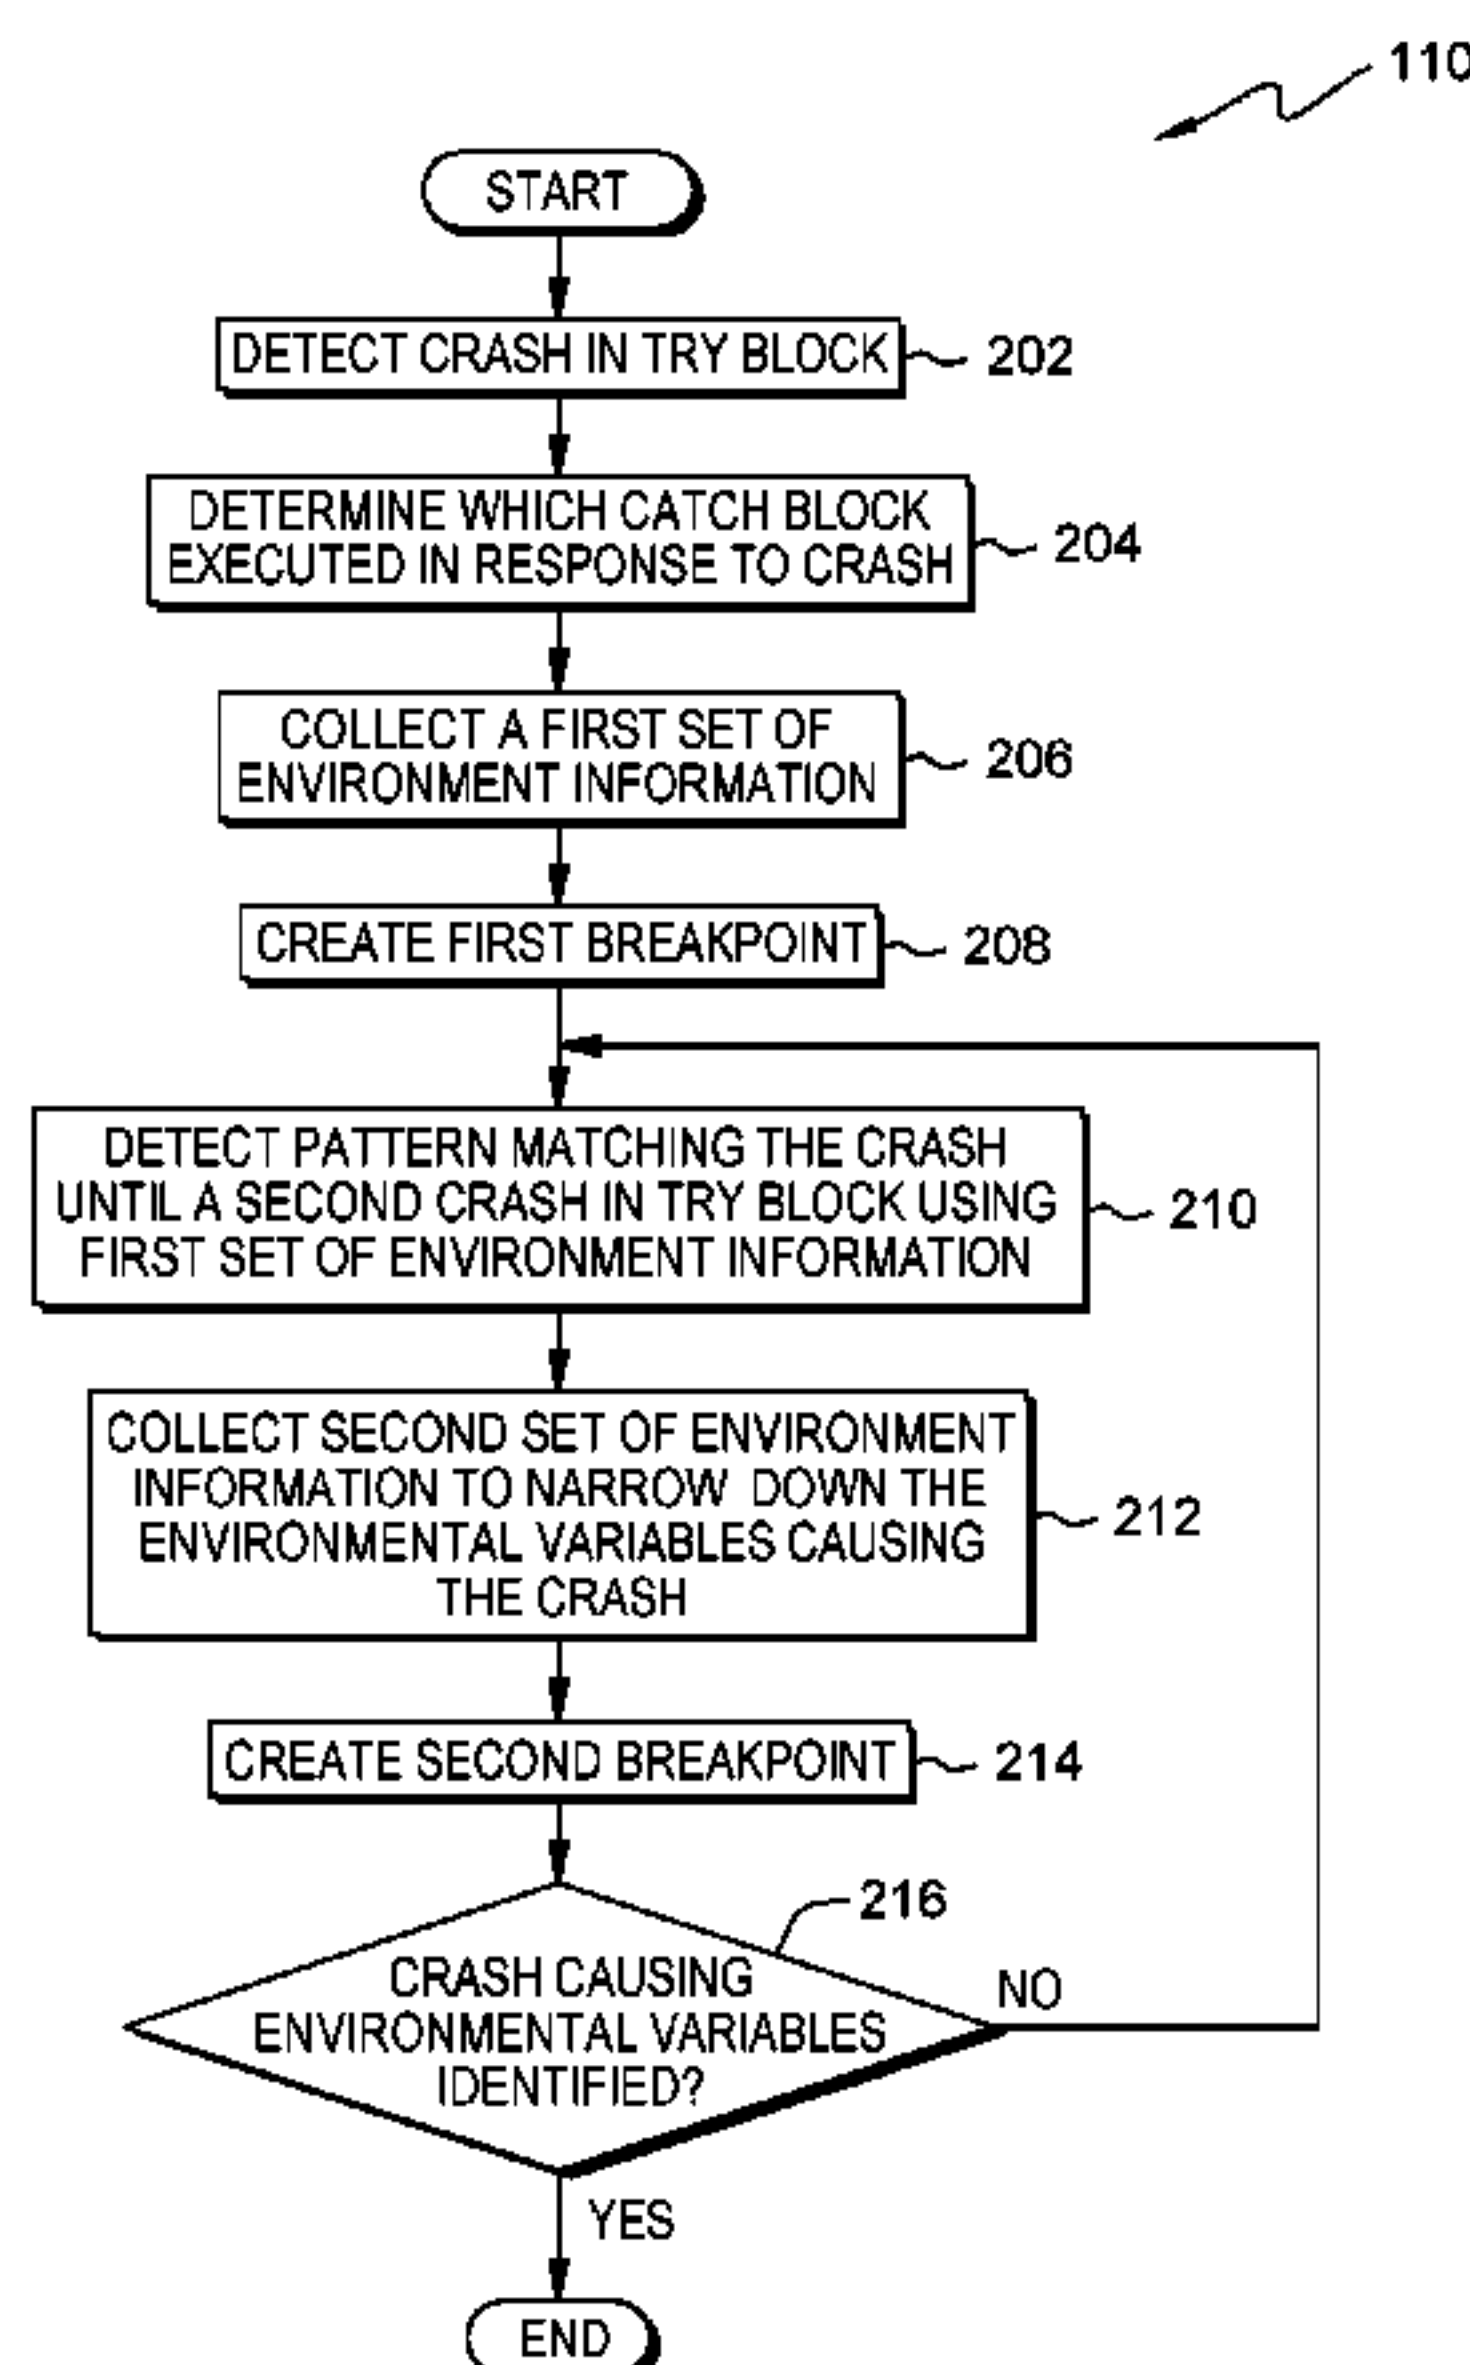 110
START
DETECT CRASH IN TRY BLOCK
202
DETERMINE WHICH CATCH BLOCK
EXECUTED IN RESPONSE TO CRASH
204
COLLECT A FIRST SET OF
ENVIRONMENT INFORMATION
206
CREATE FIRST BREAKPOINT
208
DETECT PATTERN MATCHING THE CRASH
UNTIL A SECOND CRASH IN TRY BLOCK USING
FIRST SET OF ENVIRONMENT INFORMATION
210
COLLECT SECOND SET OF ENVIRONMENT
INFORMATION TO NARROW DOWN THE
ENVIRONMENTAL VARIABLES CAUSING
THE CRASH
212
CREATE SECOND BREAKPOINT
214
216
CRASH CAUSING
ENVIRONMENTAL VARIABLES
IDENTIFIED?
NO
YES
END